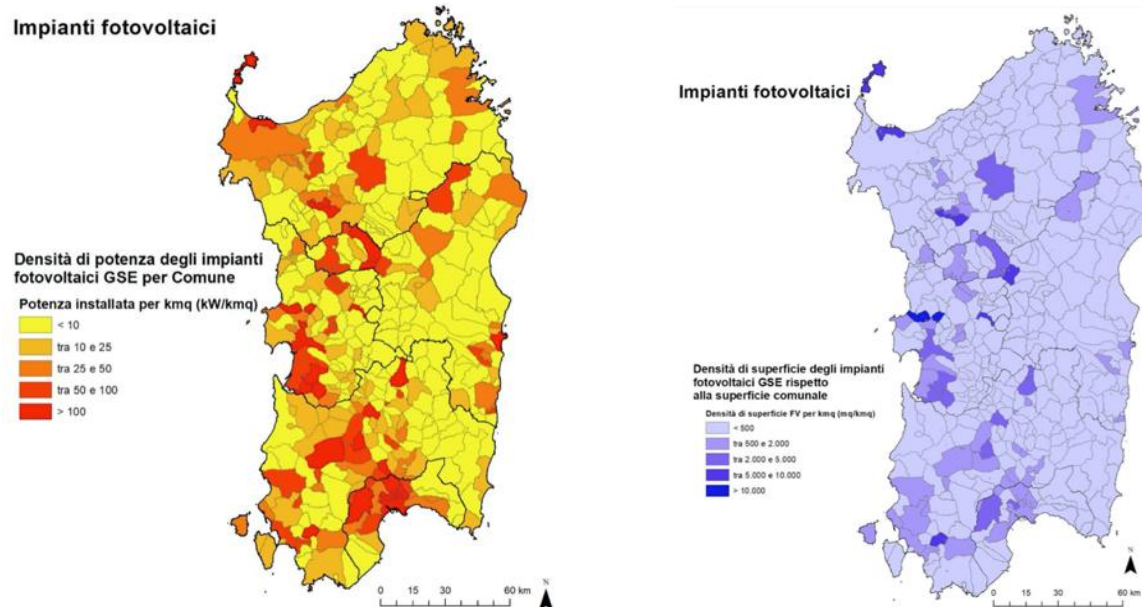 Impianti fotovoltaici
Densità di potenza degli impianti
fotovoltaici GSE per Comune
Potenza installata per kmq (kW/kmq)
< 10
tra 10 e 25
tra 25 e 50
tra 50 e 100
> 100
0 15 30 60 km
N
Impianti fotovoltaici
Densità di superficie degli impianti
fotovoltaici GSE rispetto
alla superficie comunale
Densità di superficie FV per kmq (mq/kmq)
< 500
tra 500 e 2.000
tra 2.000 e 5.000
tra 5.000 e 10.000
> 10.000
0 15 30 60 km
N